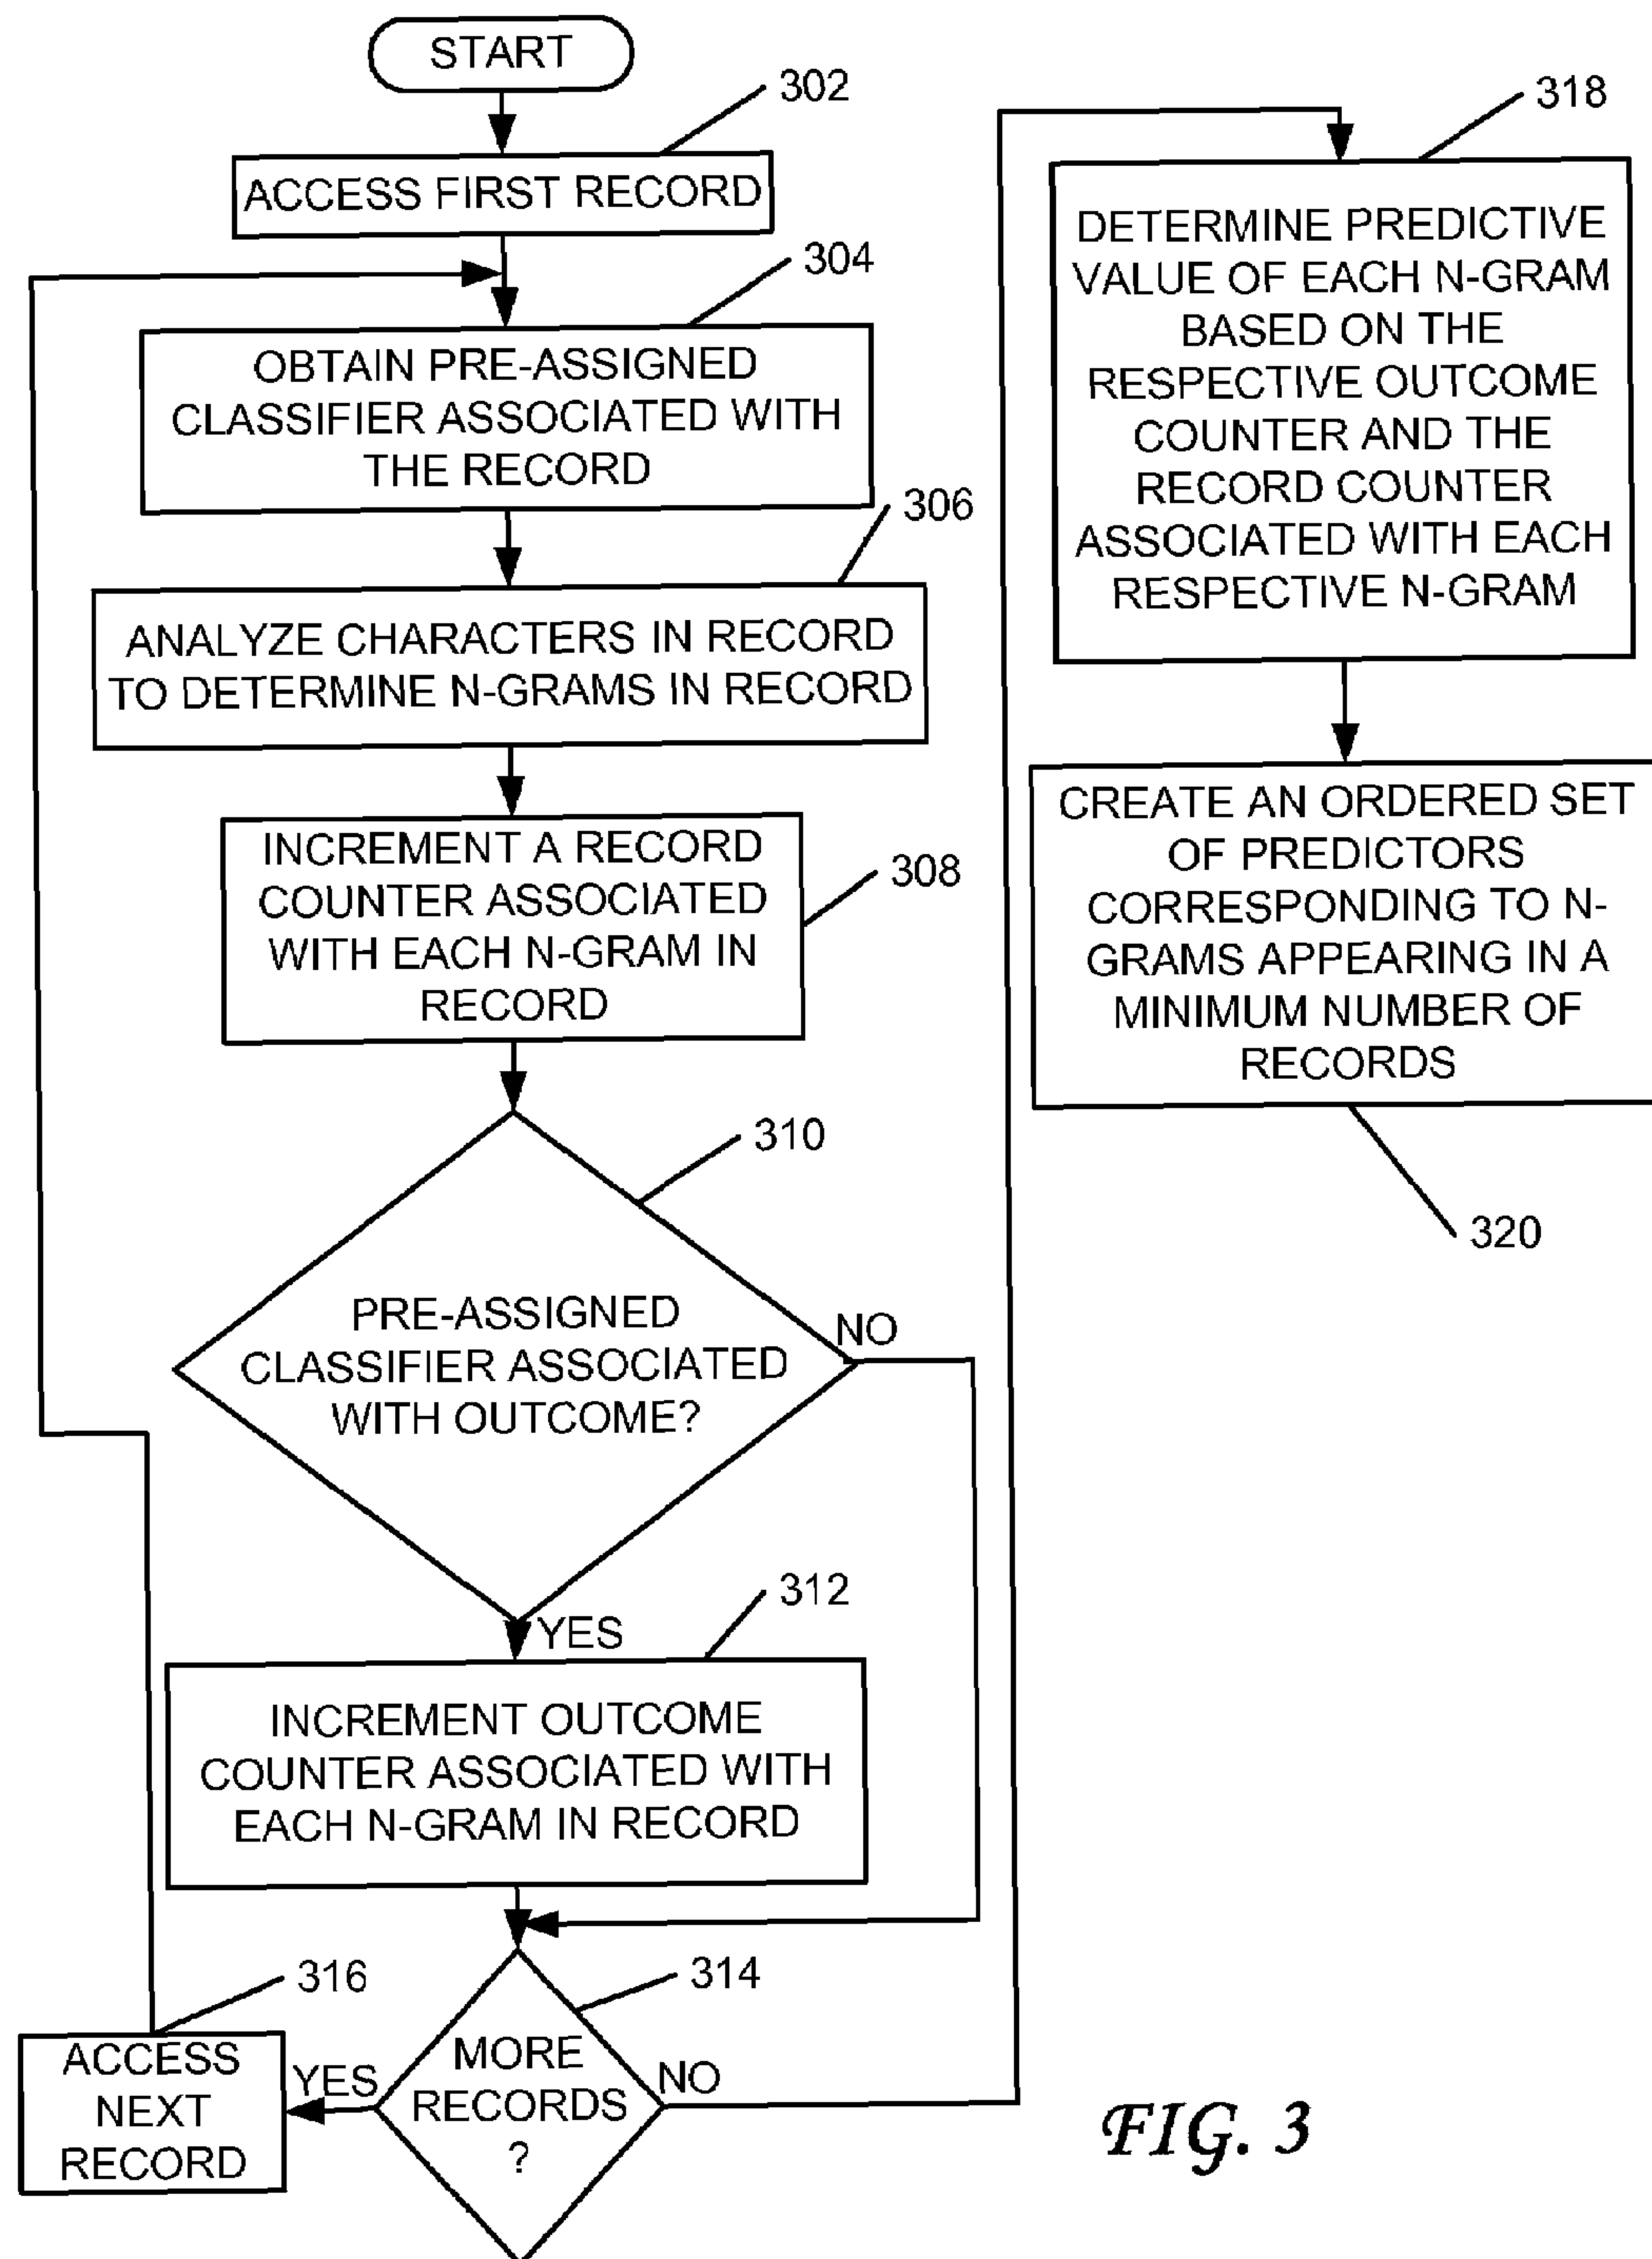 START
302
ACCESS FIRST RECORD
304
OBTAIN PRE-ASSIGNED
CLASSIFIER ASSOCIATED WITH
THE RECORD
306
ANALYZE CHARACTERS IN RECORD
TO DETERMINE N-GRAMS IN RECORD
308
INCREMENT A RECORD
COUNTER ASSOCIATED
WITH EACH N-GRAM IN
RECORD
310
PRE-ASSIGNED
CLASSIFIER ASSOCIATED
WITH OUTCOME?
NO
YES
312
INCREMENT OUTCOME
COUNTER ASSOCIATED WITH
EACH N-GRAM IN RECORD
314
MORE
RECORDS
?
YES
NO
316
ACCESS
NEXT
RECORD
318
DETERMINE PREDICTIVE
VALUE OF EACH N-GRAM
BASED ON THE
RESPECTIVE OUTCOME
COUNTER AND THE
RECORD COUNTER
ASSOCIATED WITH EACH
RESPECTIVE N-GRAM
CREATE AN ORDERED SET
OF PREDICTORS
CORRESPONDING TO N-
GRAMS APPEARING IN A
MINIMUM NUMBER OF
RECORDS
320
FIG. 3